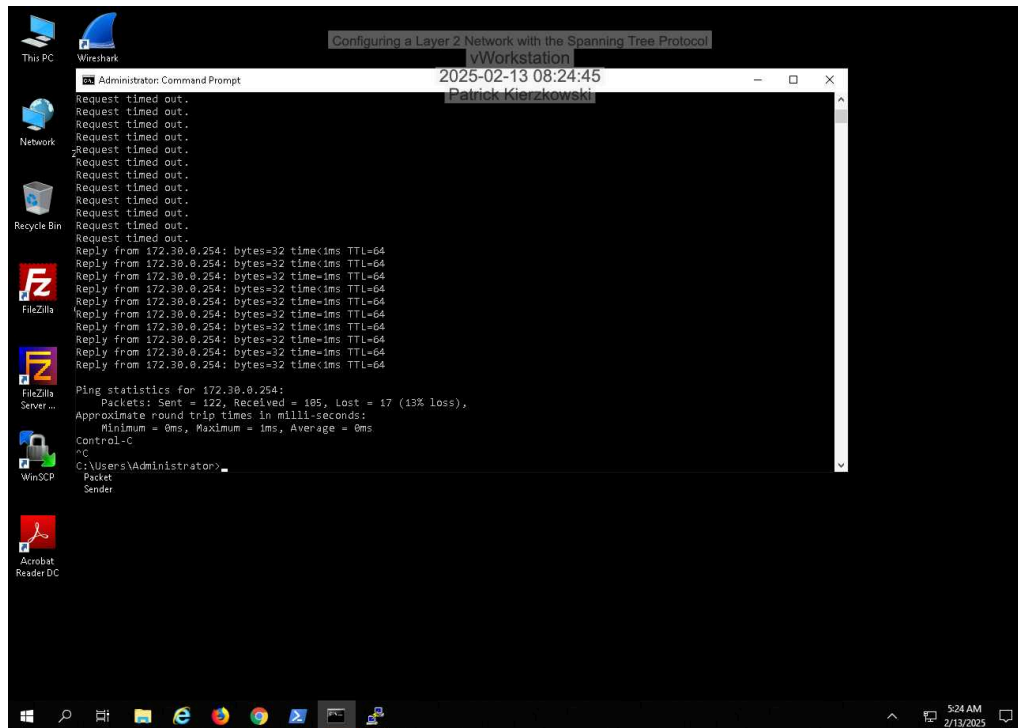 This PC
Wireshark
Configuring a Layer 2 Network with the Spanning Tree Protocol
vWorkstation
2025-02-13 08:24:45
Patrick Kierzkowski
Administrator: Command Prompt
Request timed out.
Request timed out.
Request timed out.
Request timed out.
Request timed out.
Request timed out.
Request timed out.
Request timed out.
Request timed out.
Request timed out.
Request timed out.
Request timed out.
Reply from 172.30.0.254: bytes=32 time<1ms TTL=64
Reply from 172.30.0.254: bytes=32 time<1ms TTL=64
Reply from 172.30.0.254: bytes=32 time=1ms TTL=64
Reply from 172.30.0.254: bytes=32 time<1ms TTL=64
Reply from 172.30.0.254: bytes=32 time=1ms TTL=64
Reply from 172.30.0.254: bytes=32 time=1ms TTL=64
Reply from 172.30.0.254: bytes=32 time<1ms TTL=64
Reply from 172.30.0.254: bytes=32 time=1ms TTL=64
Reply from 172.30.0.254: bytes=32 time=1ms TTL=64
Reply from 172.30.0.254: bytes=32 time<1ms TTL=64
Ping statistics for 172.30.0.254:
Packets: Sent = 122, Received = 105, Lost = 17 (13% loss),
Approximate round trip times in milli-seconds:
Minimum = 0ms, Maximum = 1ms, Average = 0ms
Control-C
^C
C:\Users\Administrator>
Network
Recycle Bin
FileZilla
FileZilla
Server ...
WinSCP
Packet
Sender
Acrobat
Reader DC
5:24 AM
2/13/2025